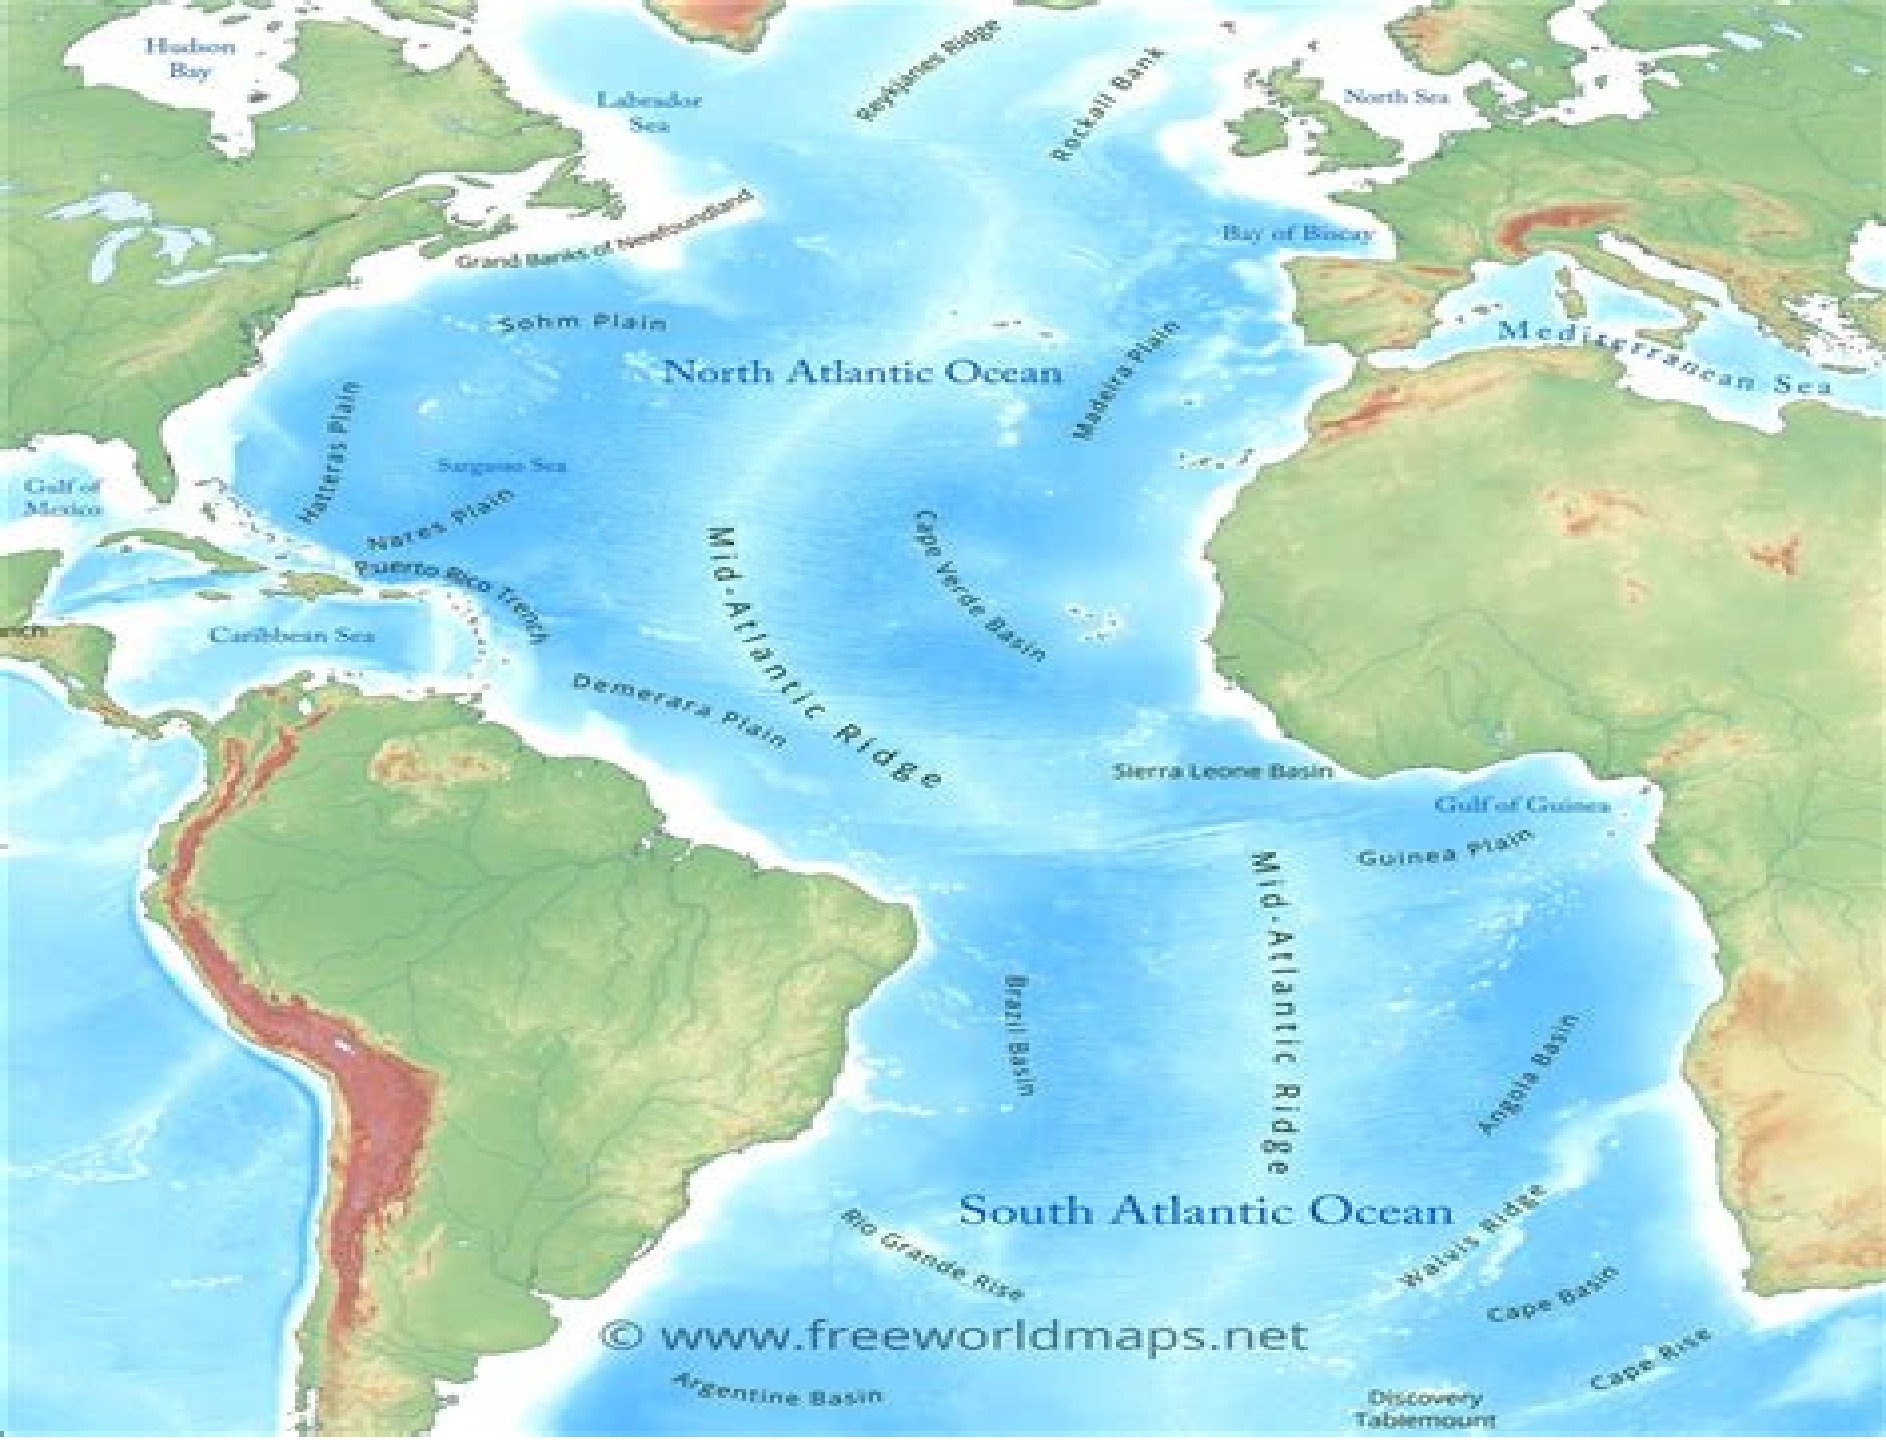 Hudson
Bay
Reykjanes Ridge
Rockall Bank
Labrador
Sea
North Sea
Grand Banks of Newfoundland
Bay of Biscay
Sohm Plain
Mediterranean Sea
North Atlantic Ocean
Madeira Plain
Hatteras Plain
Sargasso Sea
Gulf of
Mexico
Nares Plain
Cape Verde Basin
Puerto Rico Trench
Mid-Atlantic Ridge
nch
Caribbean Sea
Demerara Plain
Sierra Leone Basin
Gulf of Guinea
Guinea Plain
Mid-Atlantic Ridge
Brazil Basin
Angola Basin
South Atlantic Ocean
Walvis Ridge
Rio Grande Rise
Cape Basin
© www.freeworldmaps.net
Cape Rise
Argentine Basin
Discovery
Tablemount